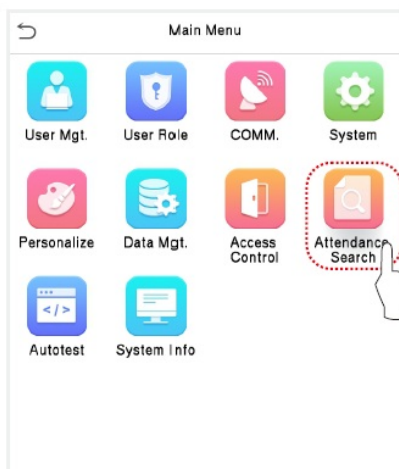 Main Menu
User Mgt.
User Role
COMM.
System
Personalize
Data Mgt.
Access
Control
Attendance
Search
</>
Autotest
System Info